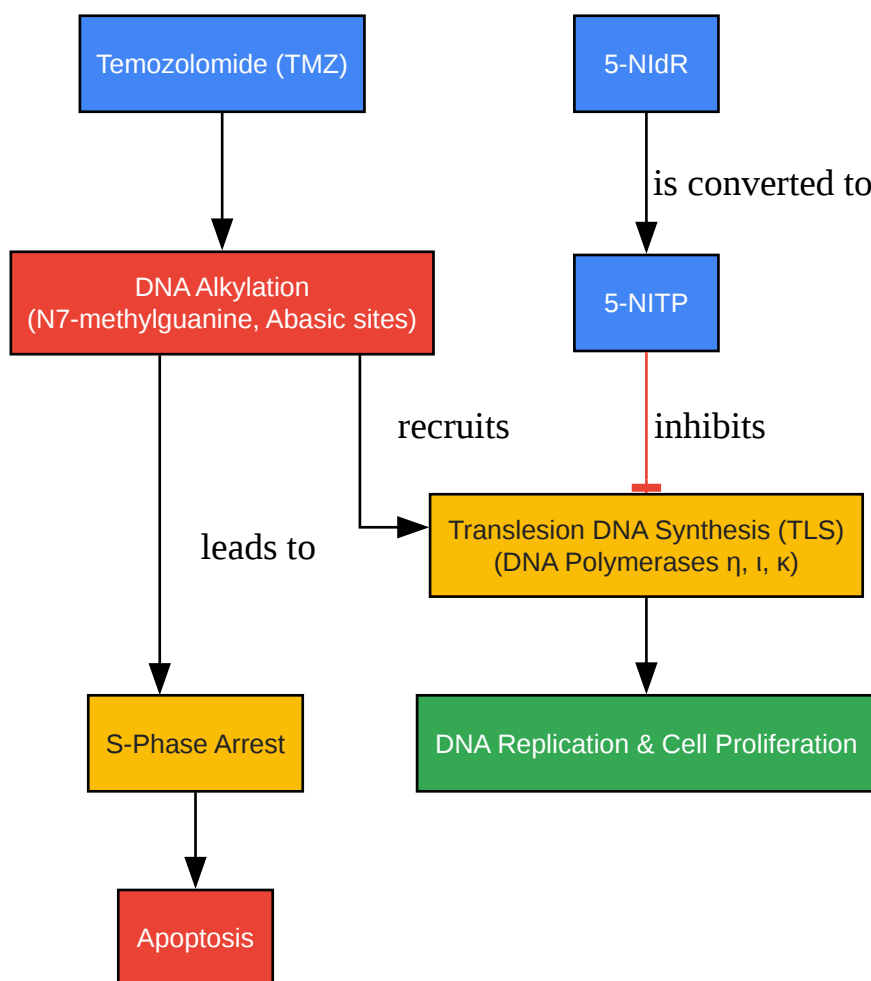 Temozolomide (TMZ)
5-NIdR
is converted to
DNA Alkylation
(N7-methylguanine, Abasic sites)
5-NITP
recruits
inhibits
Translesion DNA Synthesis (TLS)
(DNA Polymerases η, ι, κ)
leads to
S-Phase Arrest
DNA Replication & Cell Proliferation
Apoptosis